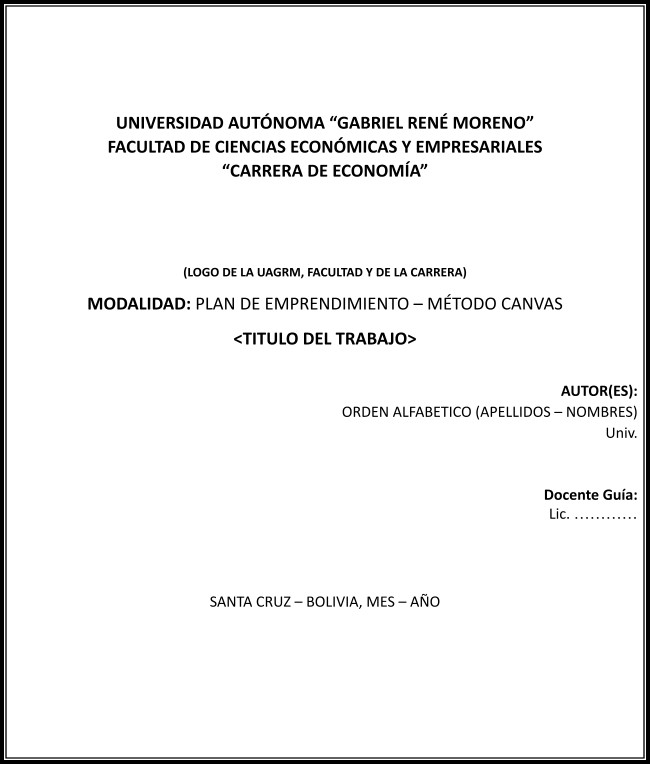 UNIVERSIDAD AUTÓNOMA “GABRIEL RENÉ MORENO”
FACULTAD DE CIENCIAS ECONÓMICAS Y EMPRESARIALES
“CARRERA DE ECONOMÍA”
(LOGO DE LA UAGRM, FACULTAD Y DE LA CARRERA)
MODALIDAD: PLAN DE EMPRENDIMIENTO – MÉTODO CANVAS
<TITULO DEL TRABAJO>
AUTOR(ES):
ORDEN ALFABETICO (APELLIDOS – NOMBRES)
Univ.
Docente Guía:
Lic. …………
SANTA CRUZ – BOLIVIA, MES – AÑO